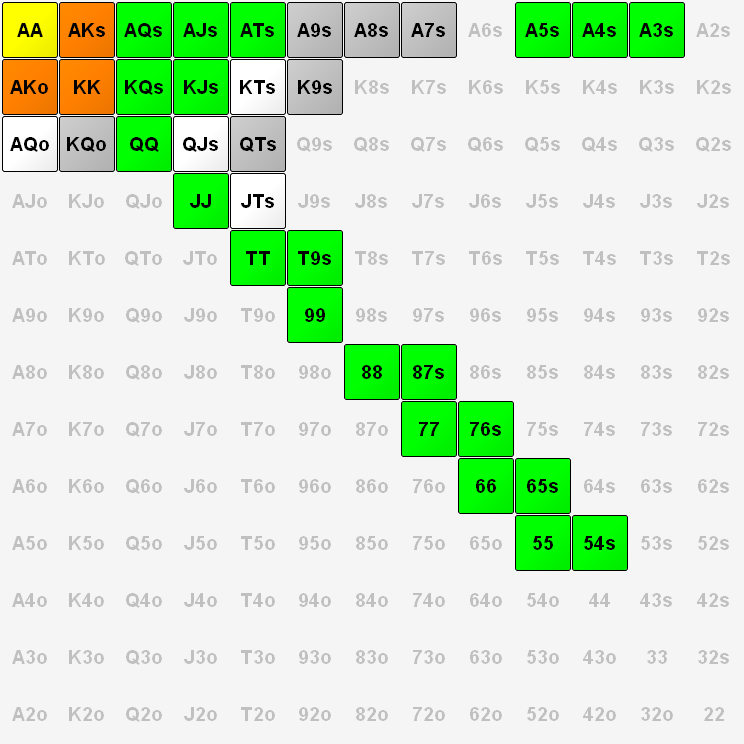 AA AKs AQs AJs ATs A9s A8s A7s A6s A5s A4s A3s A2s
AKo KK KQs KJs KTs K9s K8s K7s K6s K5s K4s K3s K2s
AQo KQo QQ QJs QTs Q9s Q8s Q7s Q6s Q5s Q4s Q3s Q2s
AJo KJo QJo JJ JTs J9s J8s J7s J6s J5s J4s J3s J2s
ATo KTo QTo JTo TT T9s T8s T7s T6s T5s T4s T3s T2s
A9o K9o Q9o J9o T9o 99 98s 97s 96s 95s 94s 93s 92s
A8o K8o Q8o J8o T8o 98o 88 87s 86s 85s 84s 83s 82s
A7o K7o Q7o J7o T7o 97o 87o 77 76s 75s 74s 73s 72s
A6o K6o Q6o J6o T6o 96o 86o 76o 66 65s 64s 63s 62s
A5o K5o Q5o J5o T5o 95o 85o 75o 65o 55 54s 53s 52s
A4o K4o Q4o J4o T4o 94o 84o 74o 64o 54o 44 43s 42s
A3o K3o Q3o J3o T3o 93o 83o 73o 63o 53o 43o 33 32s
A2o K2o Q2o J2o T2o 92o 82o 72o 62o 52o 42o 32o 22